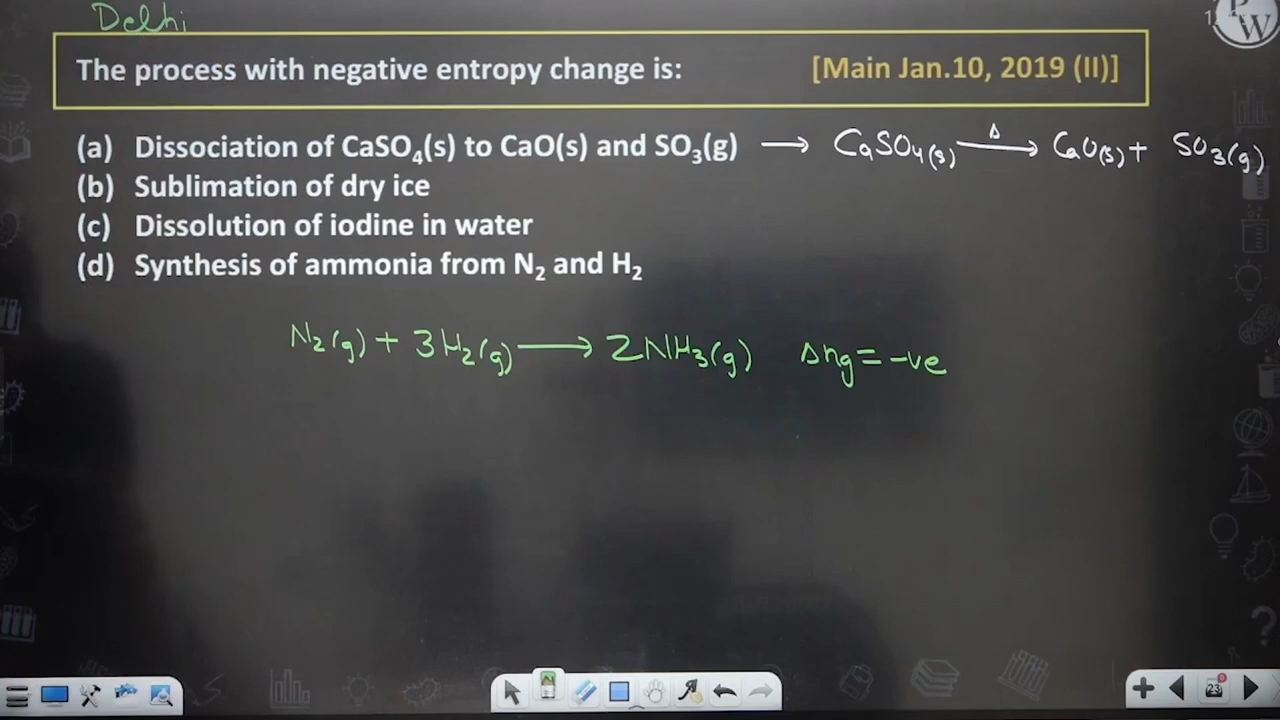 Delhi
PW
The process with negative entropy change is: [Main Jan.10, 2019 (II)]
(a) Dissociation of CaSO₄(s) to CaO(s) and SO₃(g) → CaSO₄(s) —Δ→ CaO(s) + SO₃(g)
(b) Sublimation of dry ice
(c) Dissolution of iodine in water
(d) Synthesis of ammonia from N₂ and H₂
N₂(g) + 3H₂(g) → 2NH₃(g) Δng = -ve
23